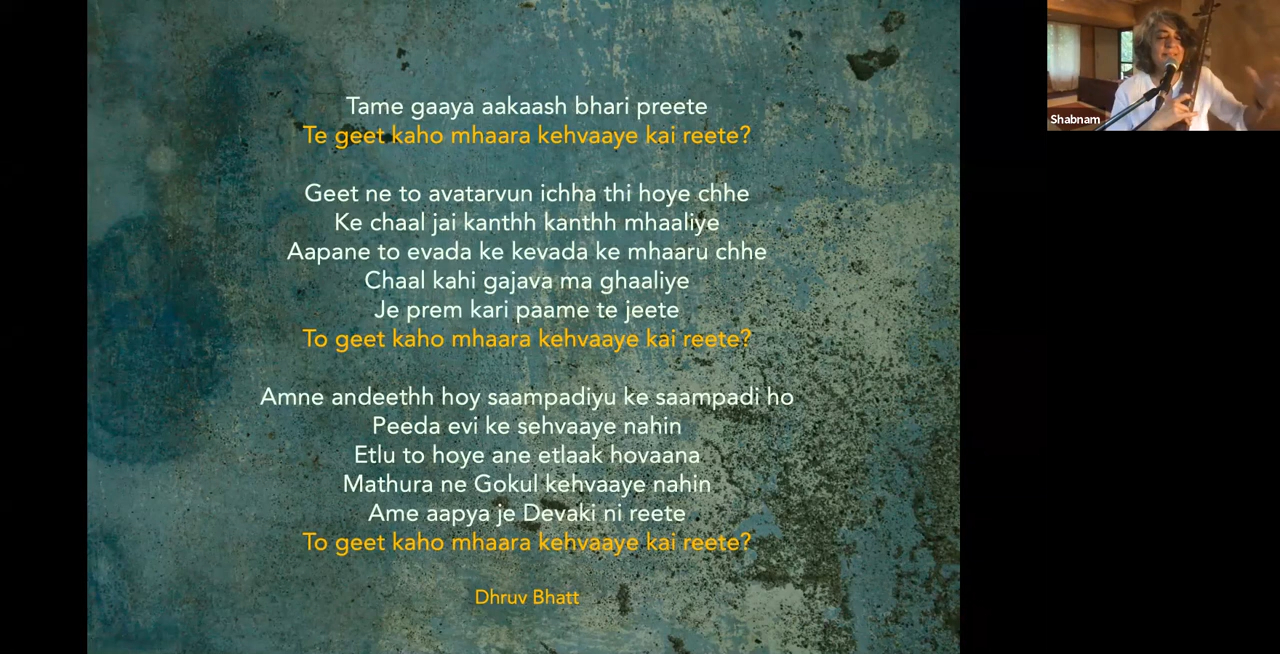 Tame gaaya aakaash bhari preete
Te geet kaho mhaara kehvaaye kai reete?
Geet ne to avatarvun ichha thi hoye chhe
Ke chaal jai kanthh kanthh mhaaliye
Aapane to evada ke kevada ke mhaaru chhe
Chaal kahi gajava ma ghaaliye
Je prem kari paame te jeete
To geet kaho mhaara kehvaaye kai reete?
Amne andeethh hoy saampadiyu ke saampadi ho
Peeda evi ke sehvaaye nahin
Etlu to hoye ane etlaak hovaana
Mathura ne Gokul kehvaaye nahin
Ame aapya je Devaki ni reete
To geet kaho mhaara kehvaaye kai reete?
Dhruv Bhatt
Shabnam